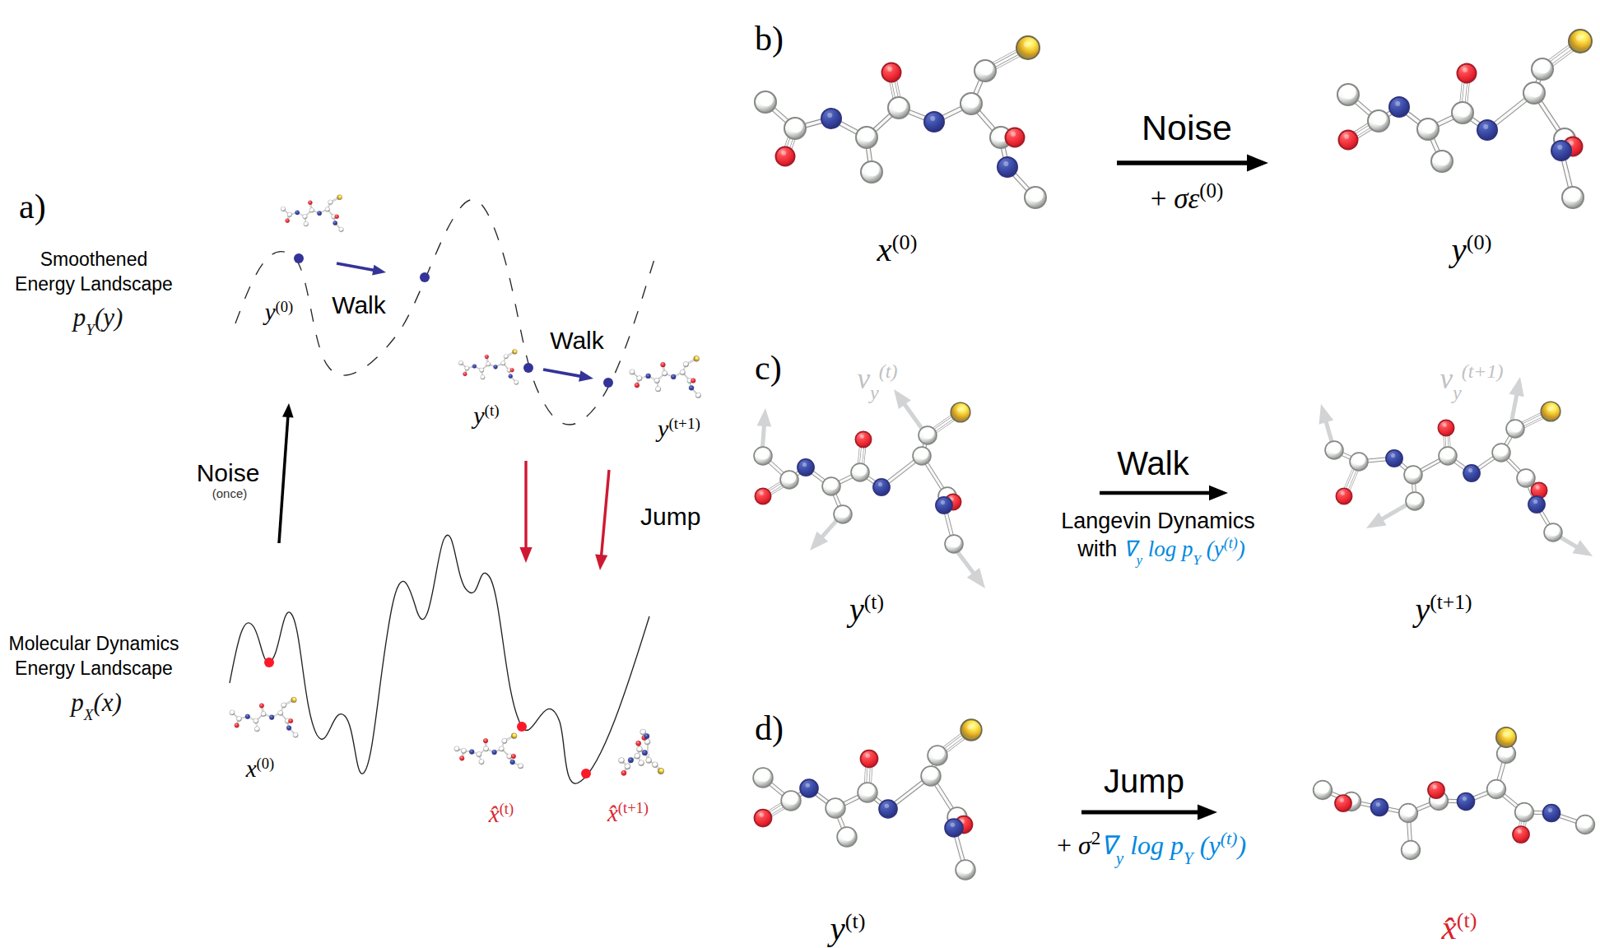 a)
Smoothened
Energy Landscape
p_Y(y)
y^(0)
Walk
Walk
y^(t)
y^(t+1)
Noise
(once)
Jump
Molecular Dynamics
Energy Landscape
p_X(x)
x^(0)
x̂^(t)
x̂^(t+1)
b)
Noise
+ σε^(0)
x^(0)
y^(0)
c)
v_y^(t)
v_y^(t+1)
Walk
Langevin Dynamics
with ∇_y log p_Y (y^(t))
y^(t)
y^(t+1)
d)
Jump
+ σ²∇_y log p_Y (y^(t))
y^(t)
x̂^(t)